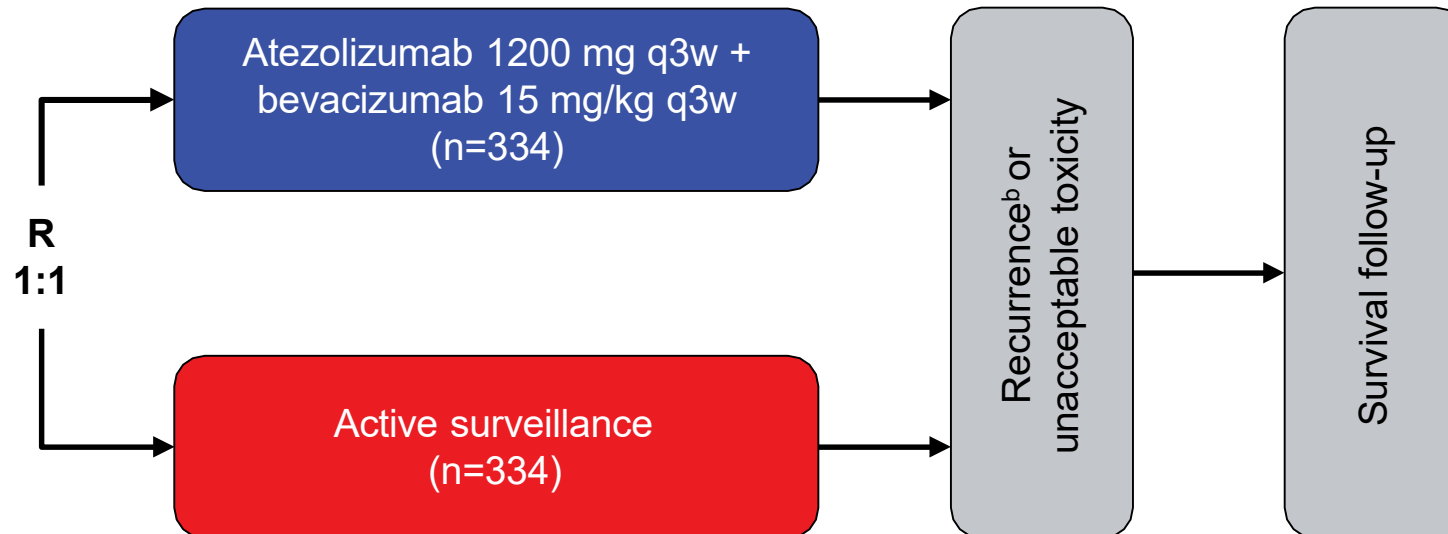 Atezolizumab 1200 mg q3w +
bevacizumab 15 mg/kg q3w
(n=334)
R
1:1
Active surveillance
(n=334)
Recurrenceᵇ or
unacceptable toxicity
Survival follow-up